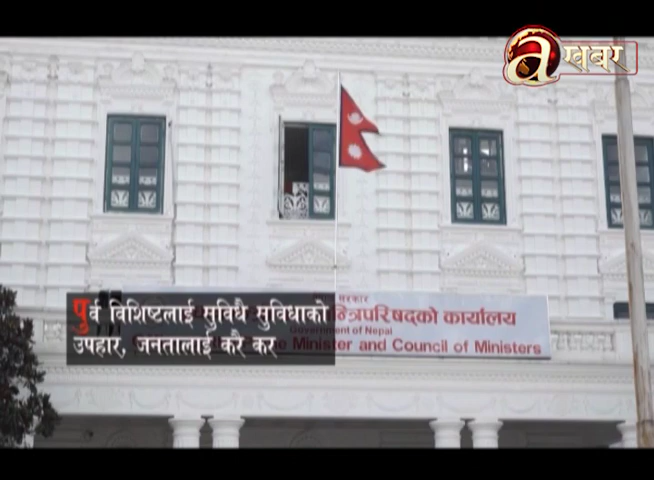 a खबर
पुर्व विशिष्टलाई सुविधै सुविधाको
उपहार, जनतालाई करै कर
सरकार
मन्त्रिपरिषद्को कार्यालय
Government of Nepal
Minister and Council of Ministers